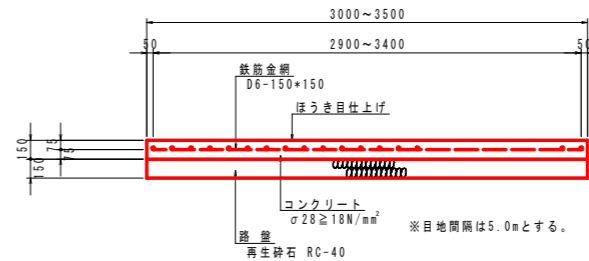 3000~3500
50
2900~3400
50
鉄筋金網
D6-150*150
ほうき目仕上げ
150
75
75
150
コンクリート
σ28≧18N/mm²
※目地間隔は5.0mとする。
路 盤
再生砕石 RC-40